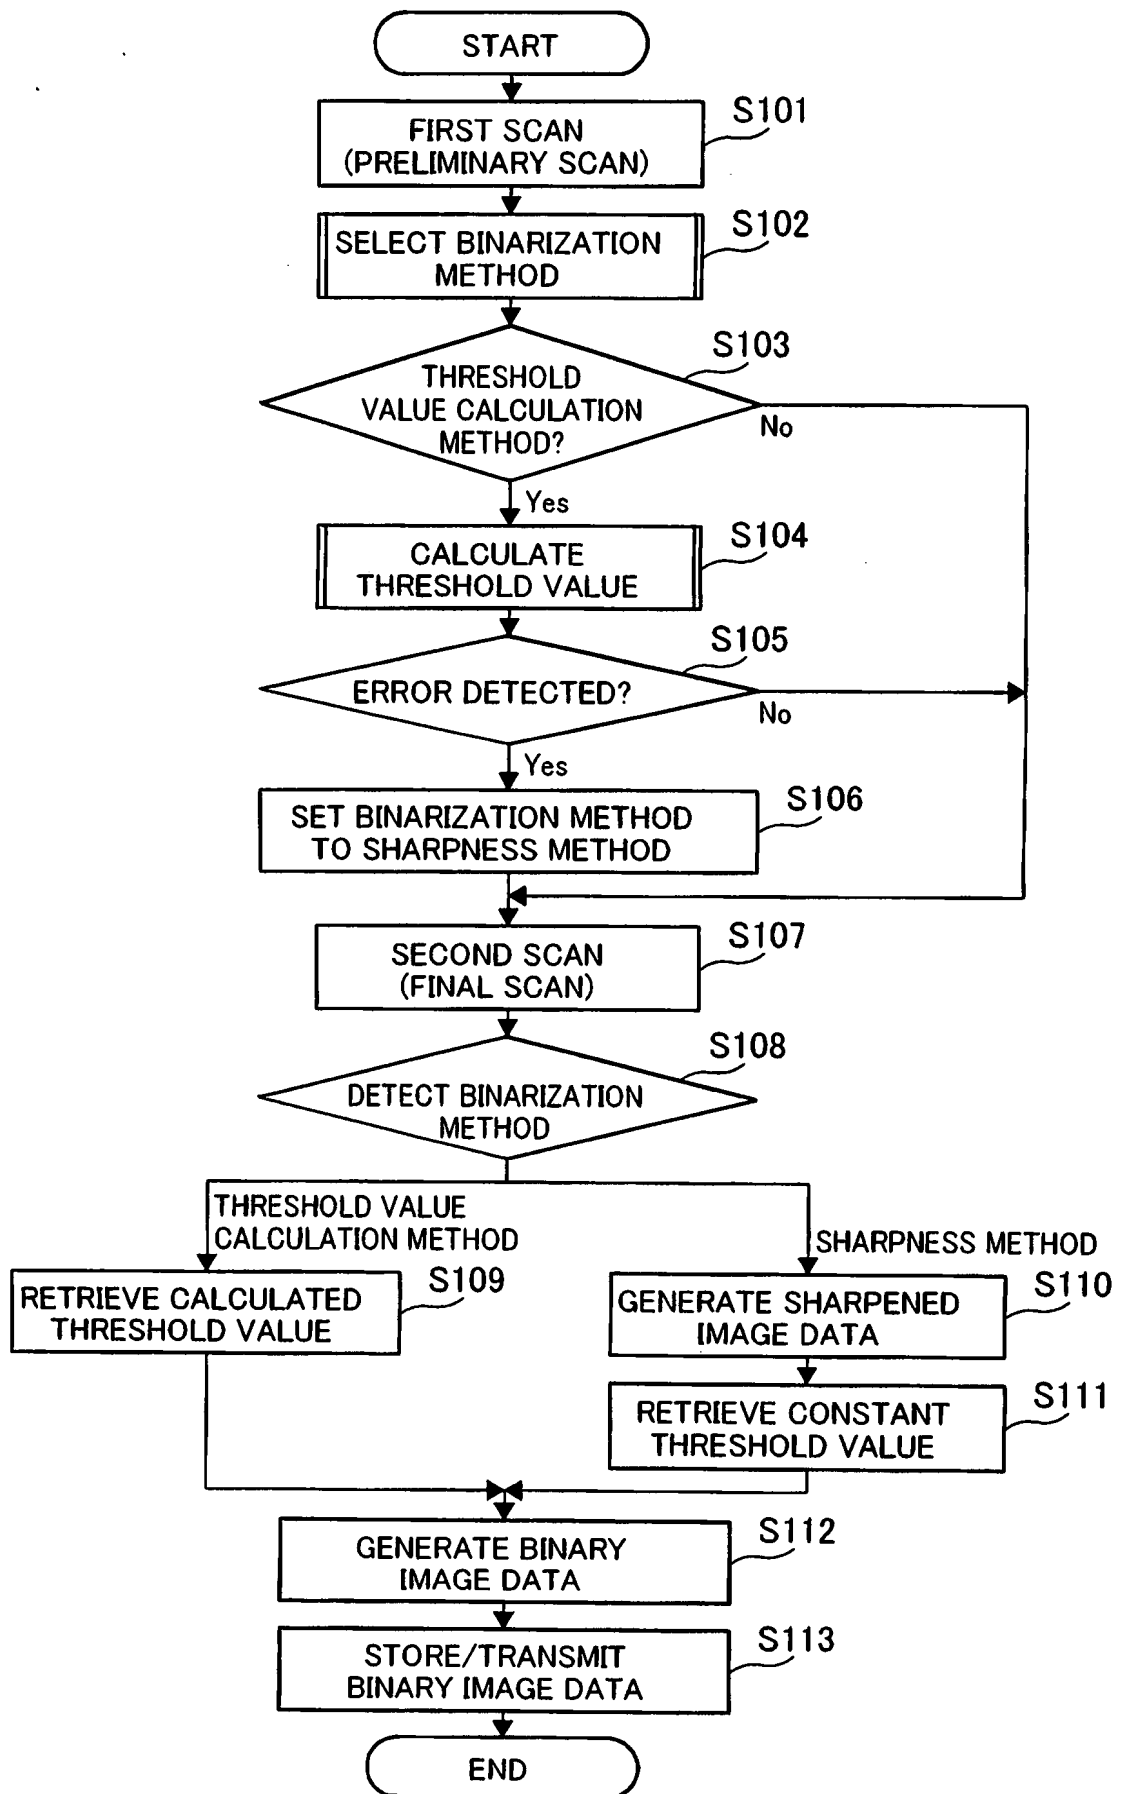 START
S101
FIRST SCAN
(PRELIMINARY SCAN)
S102
SELECT BINARIZATION
METHOD
S103
THRESHOLD
VALUE CALCULATION
METHOD?
No
Yes
S104
CALCULATE
THRESHOLD VALUE
S105
ERROR DETECTED?
No
Yes
S106
SET BINARIZATION METHOD
TO SHARPNESS METHOD
S107
SECOND SCAN
(FINAL SCAN)
S108
DETECT BINARIZATION
METHOD
THRESHOLD VALUE
CALCULATION METHOD
SHARPNESS METHOD
S109
RETRIEVE CALCULATED
THRESHOLD VALUE
S110
GENERATE SHARPENED
IMAGE DATA
S111
RETRIEVE CONSTANT
THRESHOLD VALUE
S112
GENERATE BINARY
IMAGE DATA
S113
STORE/TRANSMIT
BINARY IMAGE DATA
END